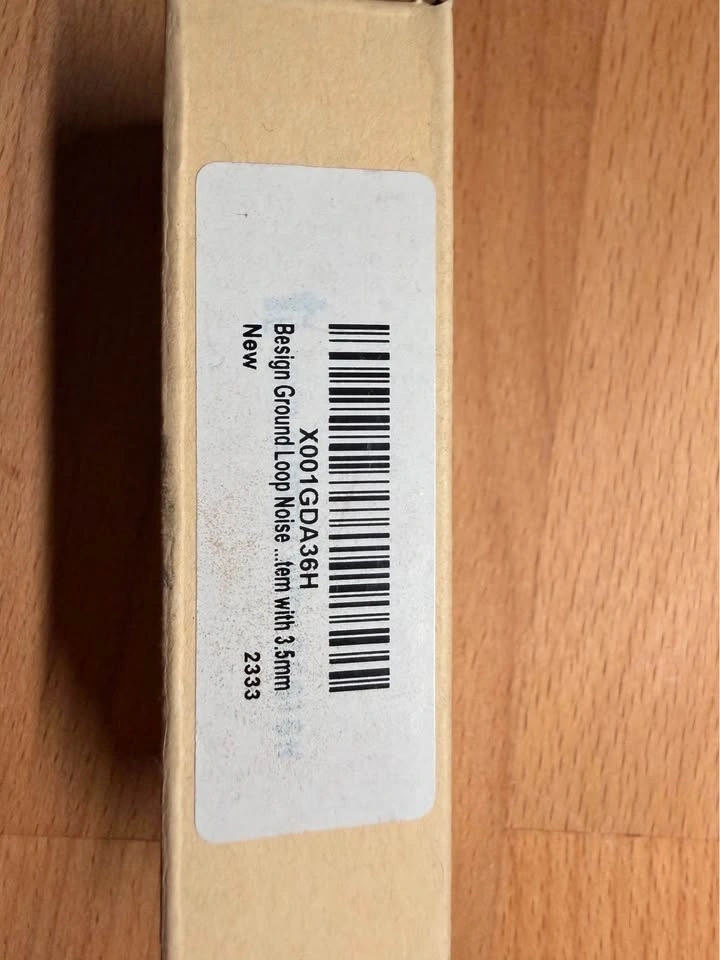 X001GDA36H
Besign Ground Loop Noise ...tem with 3.5mm
New 2333